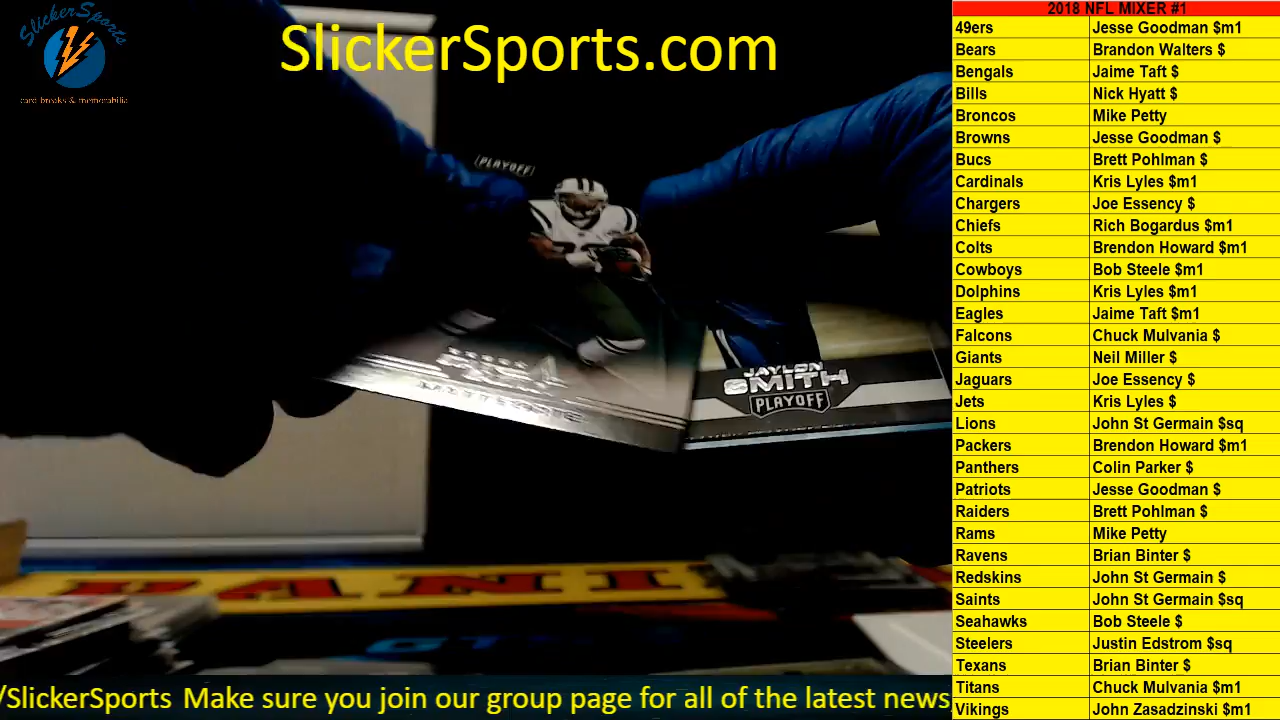 SlickerSports
card breaks & memorabilia
SlickerSports.com
PLAYOFF
JAYLON
SMITH
PLAYOFF
PANINI
/SlickerSports Make sure you join our group page for all of the latest news
2018 NFL MIXER #1
49ers Jesse Goodman $m1
Bears Brandon Walters $
Bengals Jaime Taft $
Bills Nick Hyatt $
Broncos Mike Petty
Browns Jesse Goodman $
Bucs Brett Pohlman $
Cardinals Kris Lyles $m1
Chargers Joe Essency $
Chiefs Rich Bogardus $m1
Colts Brendon Howard $m1
Cowboys Bob Steele $m1
Dolphins Kris Lyles $m1
Eagles Jaime Taft $m1
Falcons Chuck Mulvania $
Giants Neil Miller $
Jaguars Joe Essency $
Jets Kris Lyles $
Lions John St Germain $sq
Packers Brendon Howard $m1
Panthers Colin Parker $
Patriots Jesse Goodman $
Raiders Brett Pohlman $
Rams Mike Petty
Ravens Brian Binter $
Redskins John St Germain $
Saints John St Germain $sq
Seahawks Bob Steele $
Steelers Justin Edstrom $sq
Texans Brian Binter $
Titans Chuck Mulvania $m1
Vikings John Zasadzinski $m1